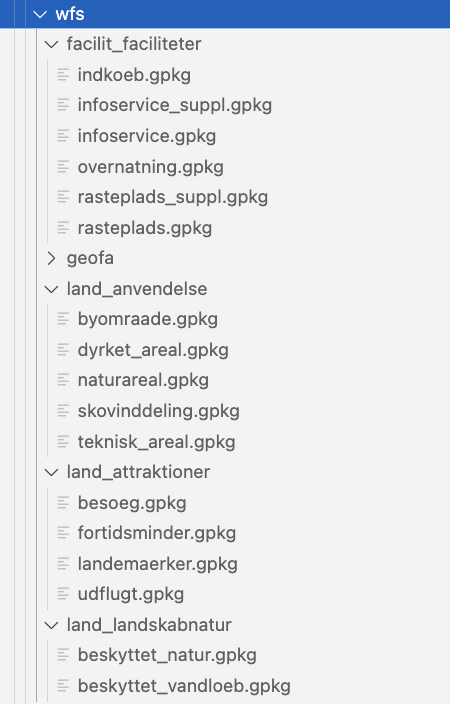 wfs
facilit_faciliteter
indkoeb.gpkg
infoservice_suppl.gpkg
infoservice.gpkg
overnatning.gpkg
rasteplads_suppl.gpkg
rasteplads.gpkg
geofa
land_anvendelse
byomraade.gpkg
dyrket_areal.gpkg
naturareal.gpkg
skovinddeling.gpkg
teknisk_areal.gpkg
land_attraktioner
besoeg.gpkg
fortidsminder.gpkg
landemaerker.gpkg
udflugt.gpkg
land_landskabnatur
beskyttet_natur.gpkg
beskyttet_vandloeb.gpkg